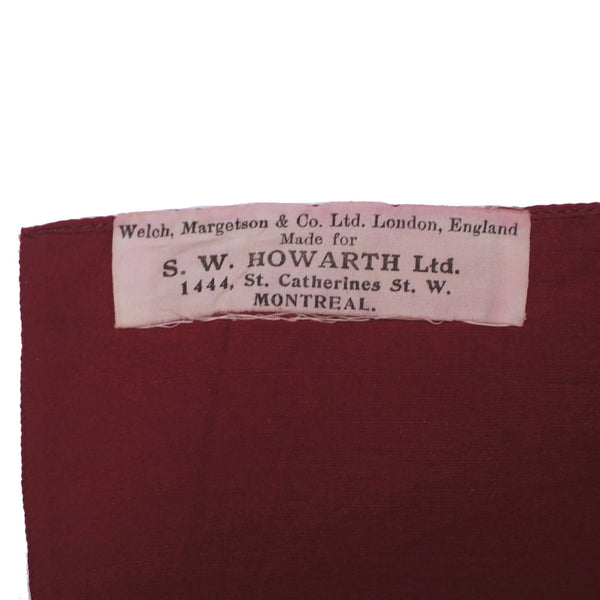 Welch, Margetson & Co. Ltd. London, England
Made for
S. W. HOWARTH Ltd.
1444, St. Catherines St. W.
MONTREAL.